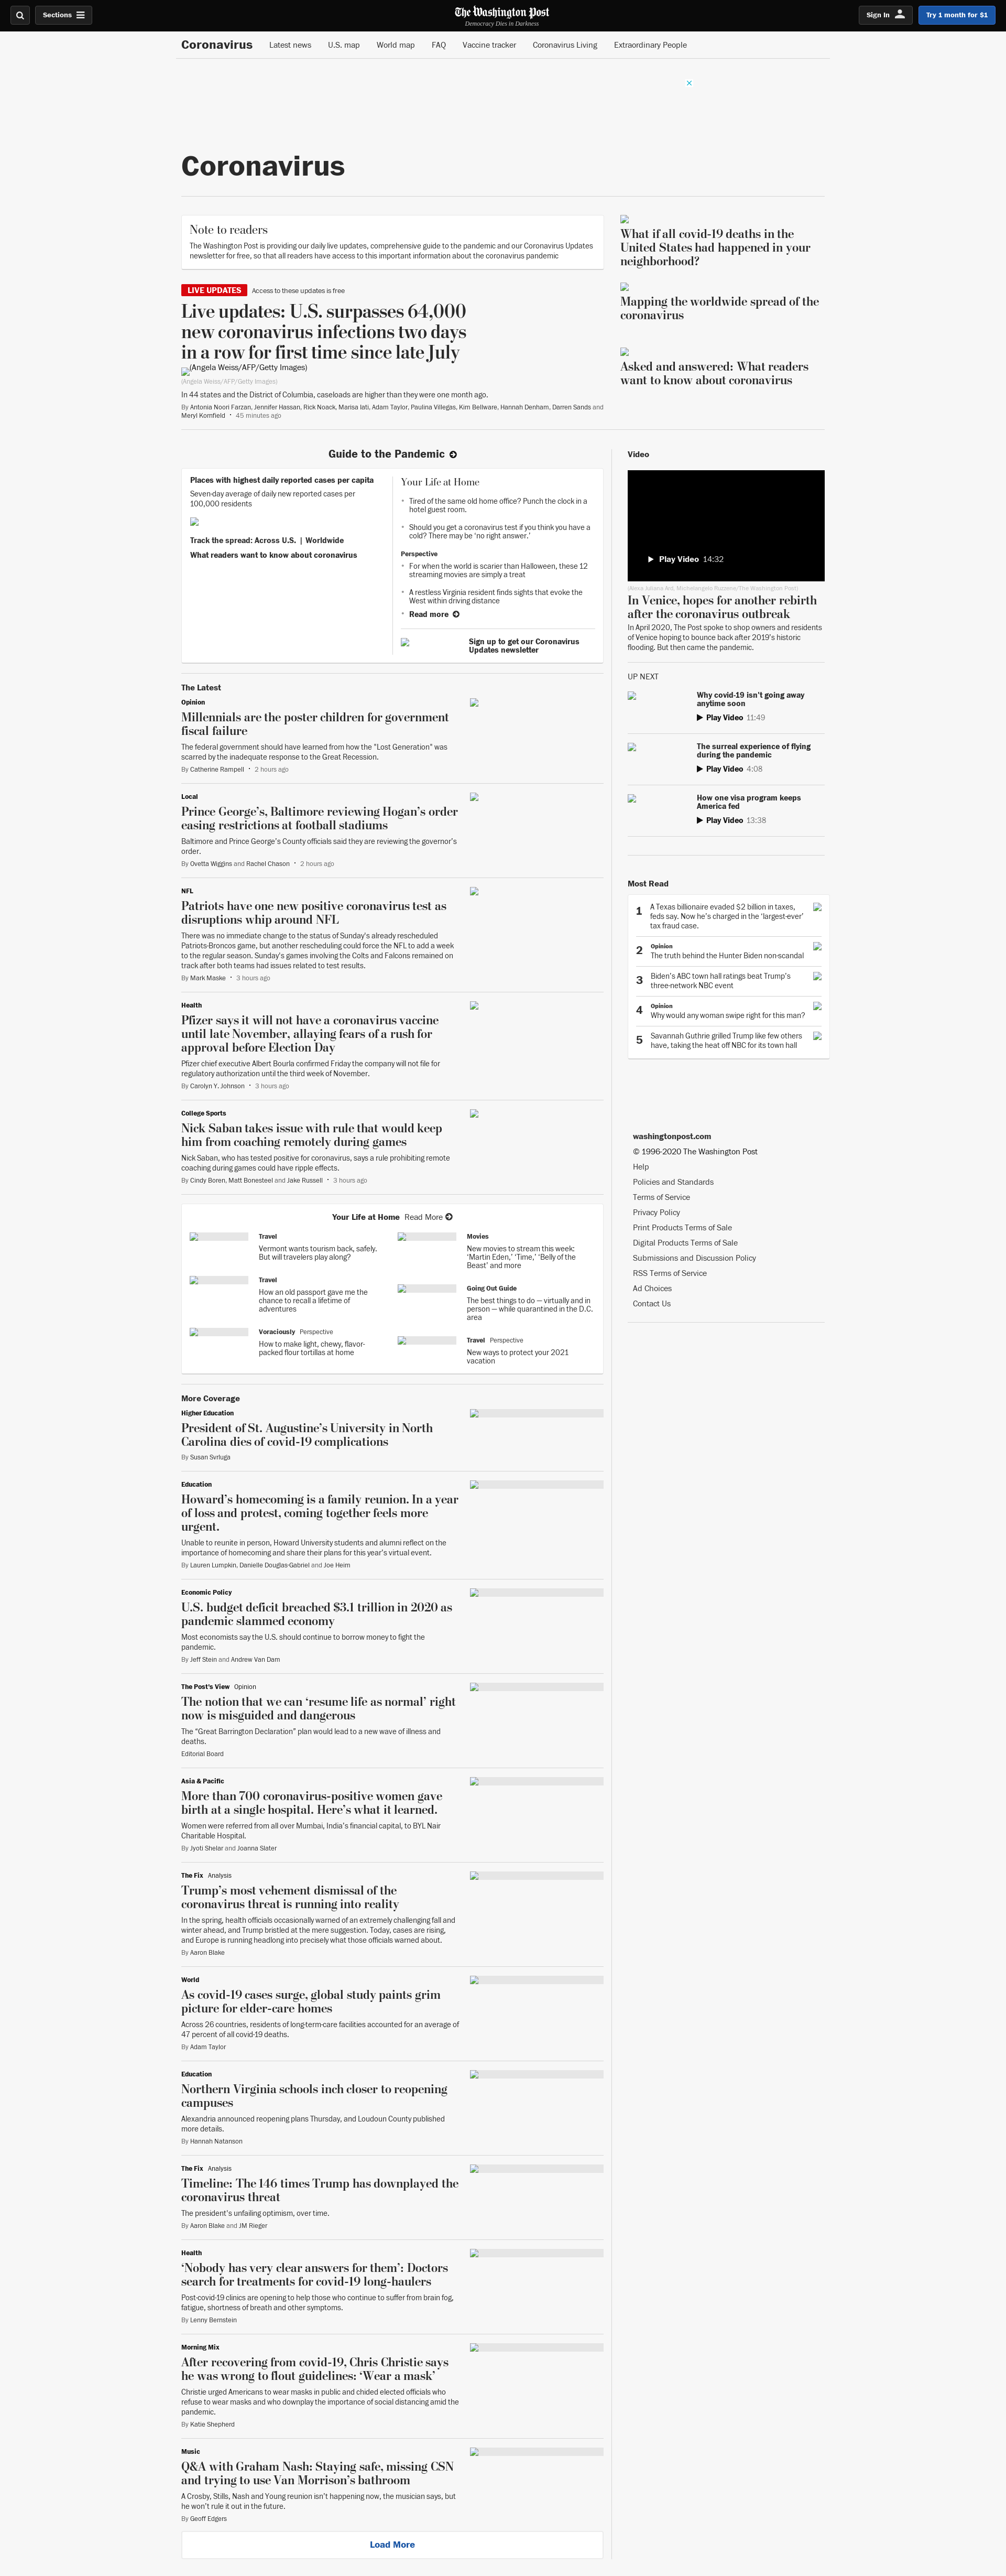 Sections
The Washington Post
Democracy Dies in Darkness
Sign In
Try 1 month for $1
Coronavirus
Latest news
U.S. map
World map
FAQ
Vaccine tracker
Coronavirus Living
Extraordinary People
Coronavirus
Note to readers
The Washington Post is providing our daily live updates, comprehensive guide to the pandemic and our Coronavirus Updates
newsletter for free, so that all readers have access to this important information about the coronavirus pandemic
LIVE UPDATES Access to these updates is free
Live updates: U.S. surpasses 64,000
new coronavirus infections two days
in a row for first time since late July
(Angela Weiss/AFP/Getty Images)
(Angela Weiss/AFP/Getty Images)
In 44 states and the District of Columbia, caseloads are higher than they were one month ago.
By Antonia Noori Farzan, Jennifer Hassan, Rick Noack, Marisa Iati, Adam Taylor, Paulina Villegas, Kim Bellware, Hannah Denham, Darren Sands and
Meryl Kornfield • 45 minutes ago
What if all covid-19 deaths in the
United States had happened in your
neighborhood?
Mapping the worldwide spread of the
coronavirus
Asked and answered: What readers
want to know about coronavirus
Guide to the Pandemic
Places with highest daily reported cases per capita
Seven-day average of daily new reported cases per
100,000 residents
Track the spread: Across U.S. | Worldwide
What readers want to know about coronavirus
Your Life at Home
• Tired of the same old home office? Punch the clock in a
hotel guest room.
• Should you get a coronavirus test if you think you have a
cold? There may be ‘no right answer.’
Perspective
• For when the world is scarier than Halloween, these 12
streaming movies are simply a treat
• A restless Virginia resident finds sights that evoke the
West within driving distance
• Read more
Sign up to get our Coronavirus
Updates newsletter
The Latest
Opinion
Millennials are the poster children for government
fiscal failure
The federal government should have learned from how the "Lost Generation" was
scarred by the inadequate response to the Great Recession.
By Catherine Rampell • 2 hours ago
Local
Prince George’s, Baltimore reviewing Hogan’s order
easing restrictions at football stadiums
Baltimore and Prince George's County officials said they are reviewing the governor's
order.
By Ovetta Wiggins and Rachel Chason • 2 hours ago
NFL
Patriots have one new positive coronavirus test as
disruptions whip around NFL
There was no immediate change to the status of Sunday's already rescheduled
Patriots-Broncos game, but another rescheduling could force the NFL to add a week
to the regular season. Sunday's games involving the Colts and Falcons remained on
track after both teams had issues related to test results.
By Mark Maske • 3 hours ago
Health
Pfizer says it will not have a coronavirus vaccine
until late November, allaying fears of a rush for
approval before Election Day
Pfizer chief executive Albert Bourla confirmed Friday the company will not file for
regulatory authorization until the third week of November.
By Carolyn Y. Johnson • 3 hours ago
College Sports
Nick Saban takes issue with rule that would keep
him from coaching remotely during games
Nick Saban, who has tested positive for coronavirus, says a rule prohibiting remote
coaching during games could have ripple effects.
By Cindy Boren, Matt Bonesteel and Jake Russell • 3 hours ago
Your Life at Home Read More
Travel
Vermont wants tourism back, safely.
But will travelers play along?
Travel
How an old passport gave me the
chance to recall a lifetime of
adventures
Voraciously Perspective
How to make light, chewy, flavor-
packed flour tortillas at home
Movies
New movies to stream this week:
‘Martin Eden,’ ‘Time,’ ‘Belly of the
Beast’ and more
Going Out Guide
The best things to do — virtually and in
person — while quarantined in the D.C.
area
Travel Perspective
New ways to protect your 2021
vacation
More Coverage
Higher Education
President of St. Augustine’s University in North
Carolina dies of covid-19 complications
By Susan Svrluga
Education
Howard’s homecoming is a family reunion. In a year
of loss and protest, coming together feels more
urgent.
Unable to reunite in person, Howard University students and alumni reflect on the
importance of homecoming and share their plans for this year's virtual event.
By Lauren Lumpkin, Danielle Douglas-Gabriel and Joe Heim
Economic Policy
U.S. budget deficit breached $3.1 trillion in 2020 as
pandemic slammed economy
Most economists say the U.S. should continue to borrow money to fight the
pandemic.
By Jeff Stein and Andrew Van Dam
The Post's View Opinion
The notion that we can ‘resume life as normal’ right
now is misguided and dangerous
The "Great Barrington Declaration" plan would lead to a new wave of illness and
deaths.
Editorial Board
Asia & Pacific
More than 700 coronavirus-positive women gave
birth at a single hospital. Here’s what it learned.
Women were referred from all over Mumbai, India's financial capital, to BYL Nair
Charitable Hospital.
By Jyoti Shelar and Joanna Slater
The Fix Analysis
Trump’s most vehement dismissal of the
coronavirus threat is running into reality
In the spring, health officials occasionally warned of an extremely challenging fall and
winter ahead, and Trump bristled at the mere suggestion. Today, cases are rising,
and Europe is running headlong into precisely what those officials warned about.
By Aaron Blake
World
As covid-19 cases surge, global study paints grim
picture for elder-care homes
Across 26 countries, residents of long-term-care facilities accounted for an average of
47 percent of all covid-19 deaths.
By Adam Taylor
Education
Northern Virginia schools inch closer to reopening
campuses
Alexandria announced reopening plans Thursday, and Loudoun County published
more details.
By Hannah Natanson
The Fix Analysis
Timeline: The 146 times Trump has downplayed the
coronavirus threat
The president's unfailing optimism, over time.
By Aaron Blake and JM Rieger
Health
‘Nobody has very clear answers for them’: Doctors
search for treatments for covid-19 long-haulers
Post-covid-19 clinics are opening to help those who continue to suffer from brain fog,
fatigue, shortness of breath and other symptoms.
By Lenny Bernstein
Morning Mix
After recovering from covid-19, Chris Christie says
he was wrong to flout guidelines: ‘Wear a mask’
Christie urged Americans to wear masks in public and chided elected officials who
refuse to wear masks and who downplay the importance of social distancing amid the
pandemic.
By Katie Shepherd
Music
Q&A with Graham Nash: Staying safe, missing CSN
and trying to use Van Morrison’s bathroom
A Crosby, Stills, Nash and Young reunion isn't happening now, the musician says, but
he won't rule it out in the future.
By Geoff Edgers
Load More
Video
Play Video 14:32
(Alexa Juliana Ard, Michelangelo Ruzzene/The Washington Post)
In Venice, hopes for another rebirth
after the coronavirus outbreak
In April 2020, The Post spoke to shop owners and residents
of Venice hoping to bounce back after 2019's historic
flooding. But then came the pandemic.
UP NEXT
Why covid-19 isn't going away
anytime soon
Play Video 11:49
The surreal experience of flying
during the pandemic
Play Video 4:08
How one visa program keeps
America fed
Play Video 13:38
Most Read
1 A Texas billionaire evaded $2 billion in taxes,
feds say. Now he's charged in the ‘largest-ever’
tax fraud case.
2 Opinion
The truth behind the Hunter Biden non-scandal
3 Biden's ABC town hall ratings beat Trump's
three-network NBC event
4 Opinion
Why would any woman swipe right for this man?
5 Savannah Guthrie grilled Trump like few others
have, taking the heat off NBC for its town hall
washingtonpost.com
© 1996-2020 The Washington Post
Help
Policies and Standards
Terms of Service
Privacy Policy
Print Products Terms of Sale
Digital Products Terms of Sale
Submissions and Discussion Policy
RSS Terms of Service
Ad Choices
Contact Us